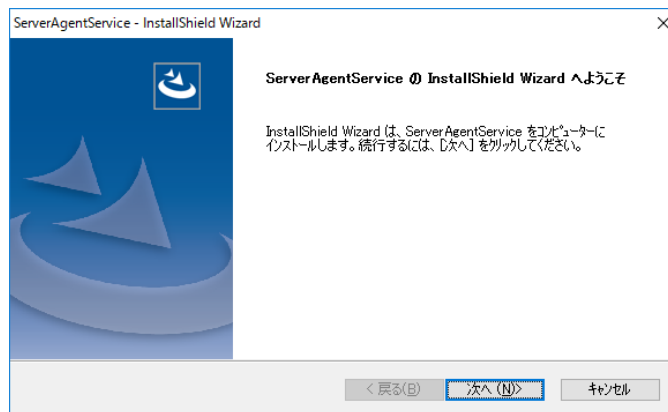 ServerAgentService - InstallShield Wizard
ServerAgentService の InstallShield Wizard へようこそ
InstallShield Wizard は、ServerAgentService をコンピューターに
インストールします。続行するには、[次へ] をクリックしてください。
< 戻る(B)
次へ (N)>
キャンセル